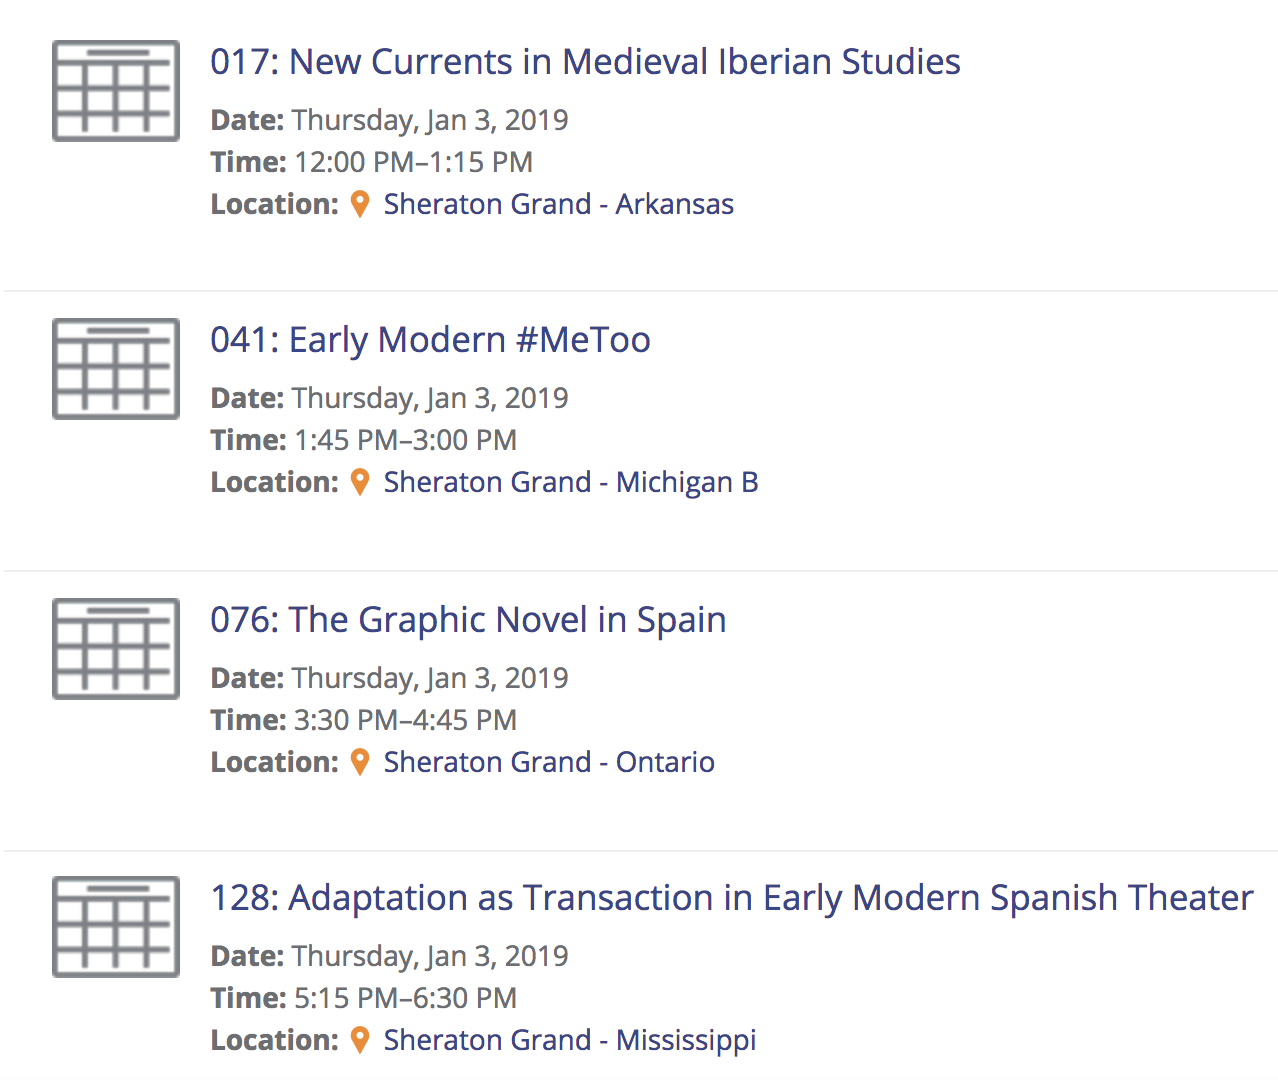 017: New Currents in Medieval Iberian Studies
Date: Thursday, Jan 3, 2019
Time: 12:00 PM–1:15 PM
Location: Sheraton Grand - Arkansas
041: Early Modern #MeToo
Date: Thursday, Jan 3, 2019
Time: 1:45 PM–3:00 PM
Location: Sheraton Grand - Michigan B
076: The Graphic Novel in Spain
Date: Thursday, Jan 3, 2019
Time: 3:30 PM–4:45 PM
Location: Sheraton Grand - Ontario
128: Adaptation as Transaction in Early Modern Spanish Theater
Date: Thursday, Jan 3, 2019
Time: 5:15 PM–6:30 PM
Location: Sheraton Grand - Mississippi